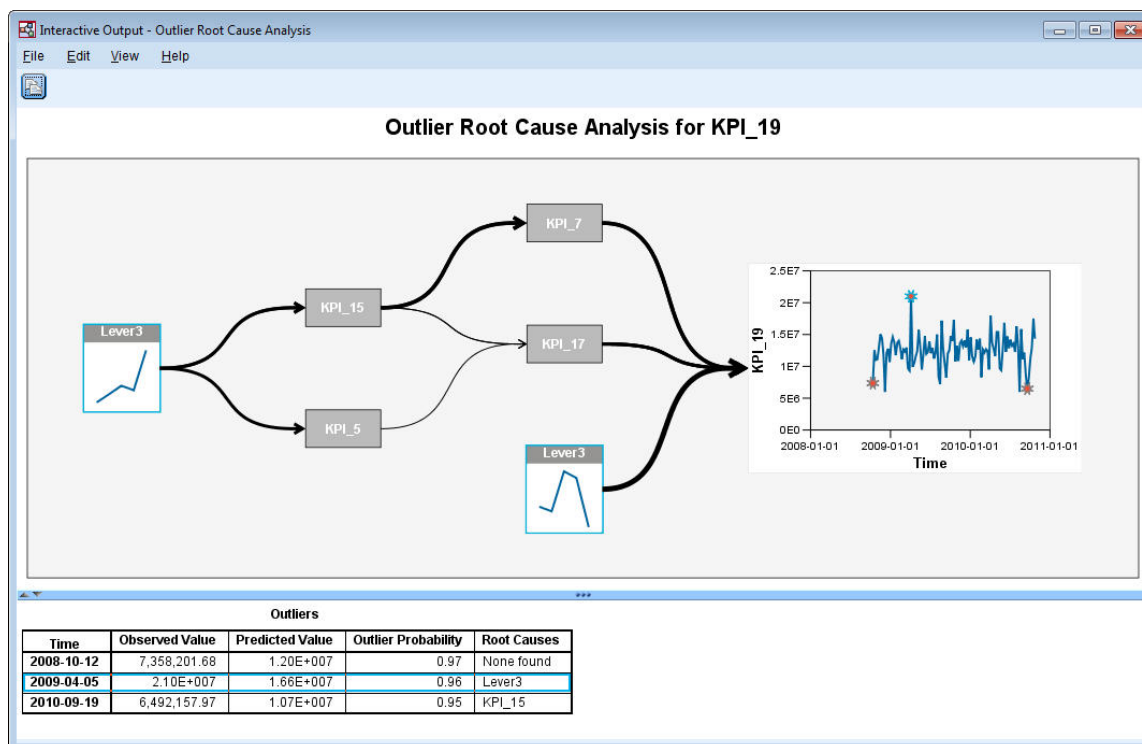 Interactive Output - Outlier Root Cause Analysis
File Edit View Help
Outlier Root Cause Analysis for KPI_19
KPI_7
KPI_15
Lever3
KPI_17
KPI_5
Lever3
KPI_19
2.5E7
2E7
1.5E7
1E7
5E6
0E0
2008-01-01 2009-01-01 2010-01-01 2011-01-01
Time
Outliers
Time Observed Value Predicted Value Outlier Probability Root Causes
2008-10-12 7,358,201.68 1.20E+007 0.97 None found
2009-04-05 2.10E+007 1.66E+007 0.96 Lever3
2010-09-19 6,492,157.97 1.07E+007 0.95 KPI_15